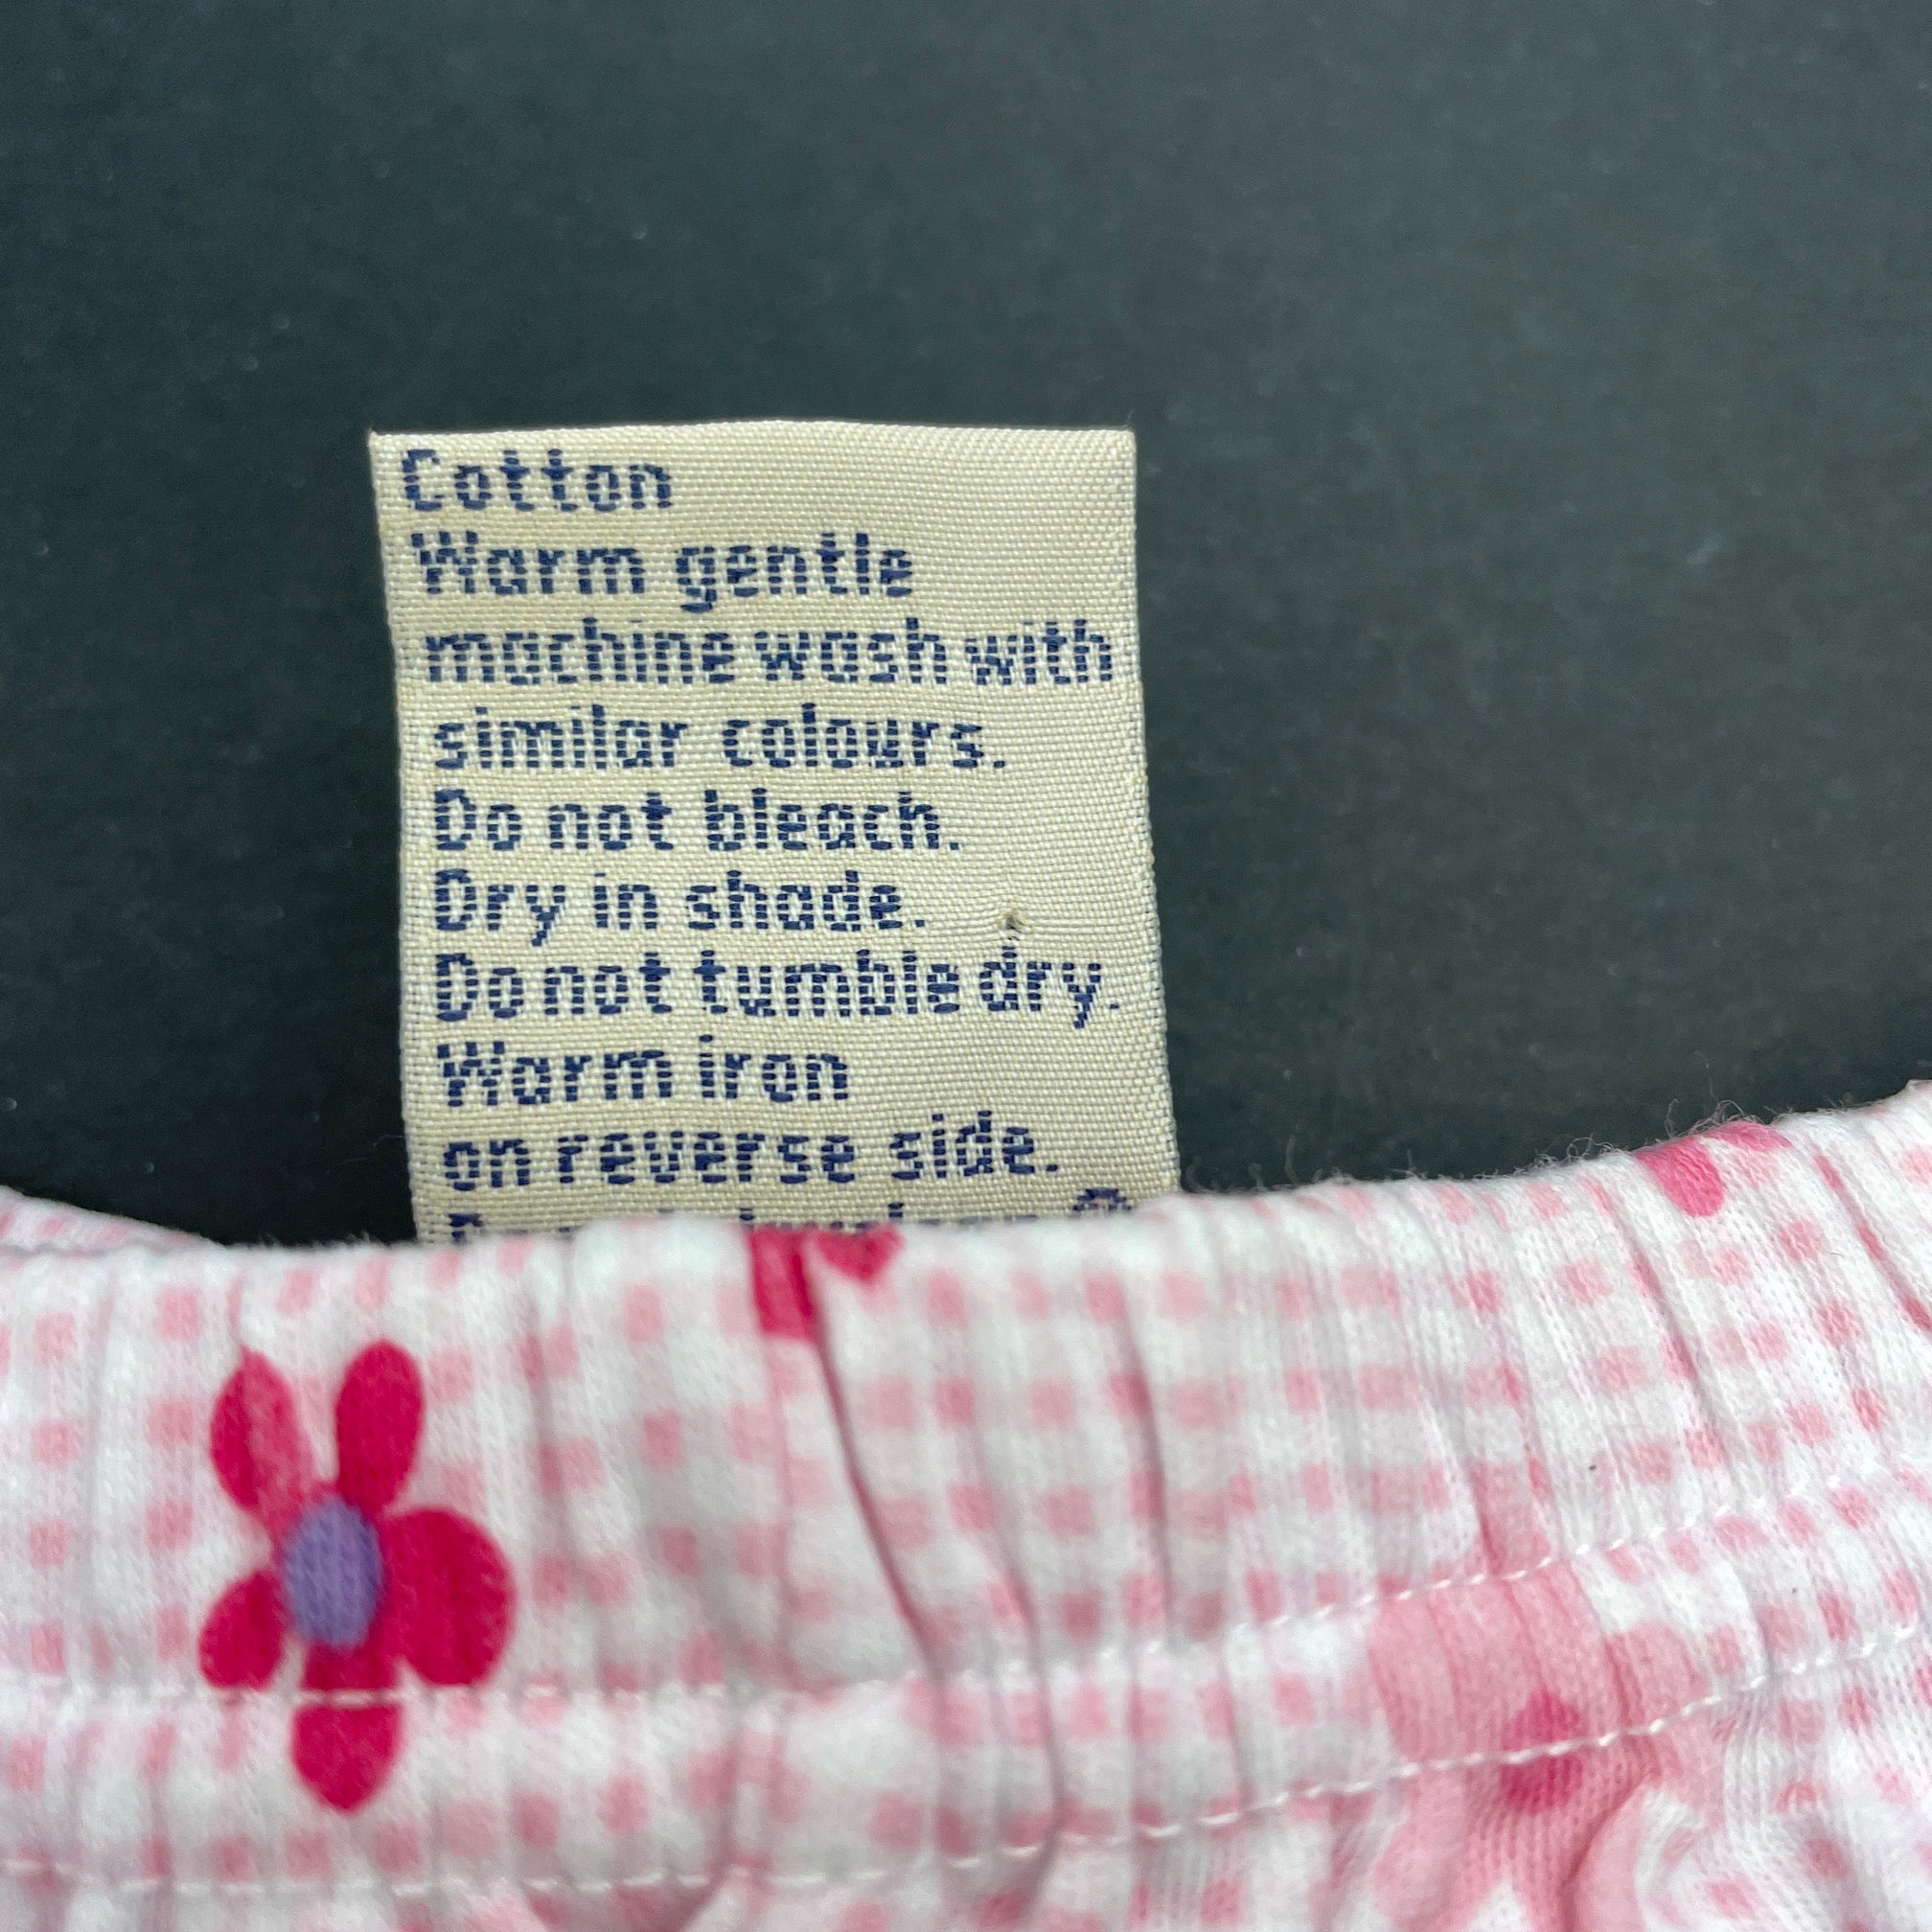 Cotton
Warm gentle
machine wash with
similar colours.
Do not bleach.
Dry in shade.
Do not tumble dry.
Warm iron
on reverse side.